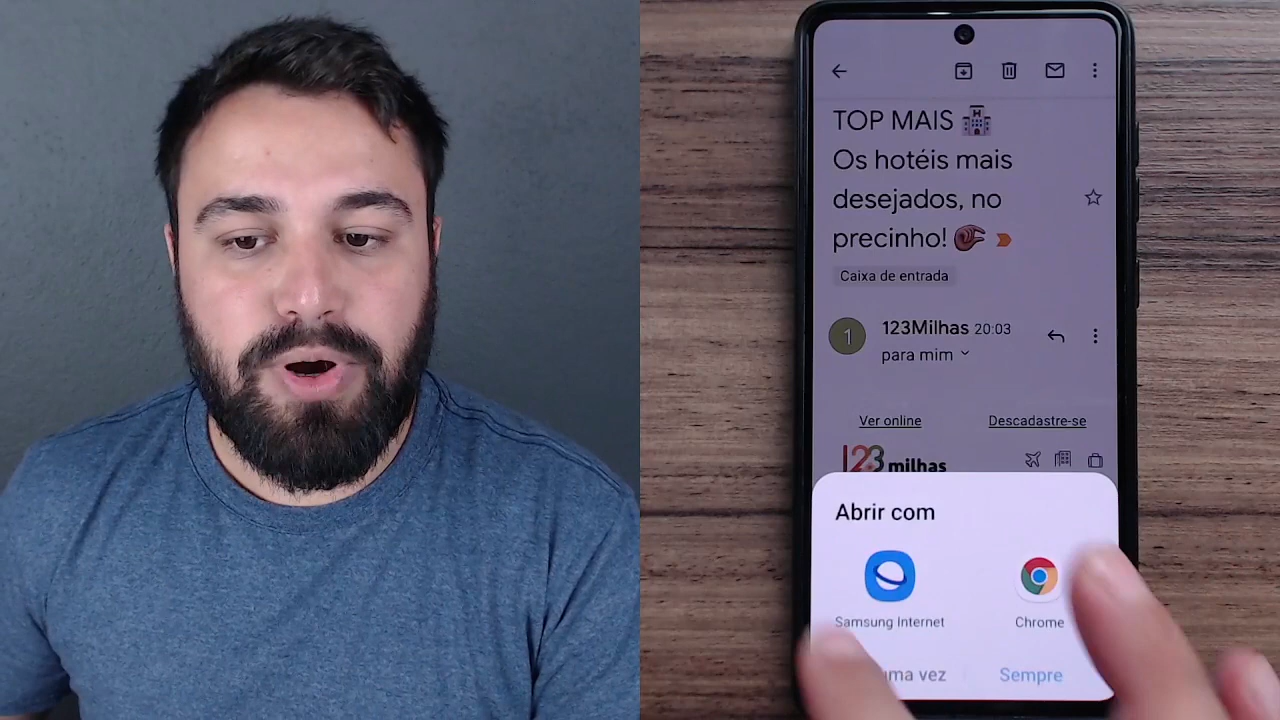 TOP MAIS
Os hotéis mais
desejados, no
precinho!
Caixa de entrada
1
123Milhas 20:03
para mim
Ver online
Descadastre-se
123 milhas
Abrir com
Samsung Internet
Chrome
vez
Sempre